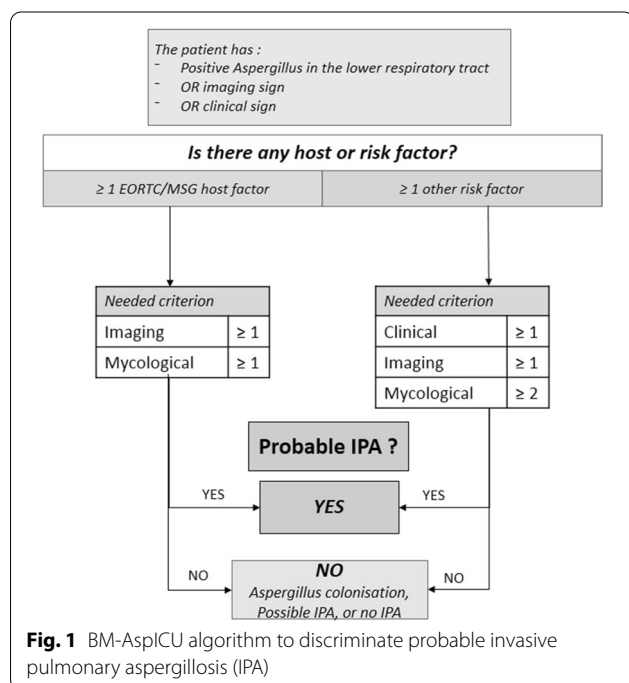 The patient has :
- Positive Aspergillus in the lower respiratory tract
- OR imaging sign
- OR clinical sign
Is there any host or risk factor?
≥ 1 EORTC/MSG host factor
≥ 1 other risk factor
Needed criterion
Imaging ≥ 1
Mycological ≥ 1
Needed criterion
Clinical ≥ 1
Imaging ≥ 1
Mycological ≥ 2
Probable IPA ?
YES
YES
YES
NO
NO
Aspergillus colonisation,
Possible IPA, or no IPA
NO
Fig. 1 BM-AspICU algorithm to discriminate probable invasive
pulmonary aspergillosis (IPA)